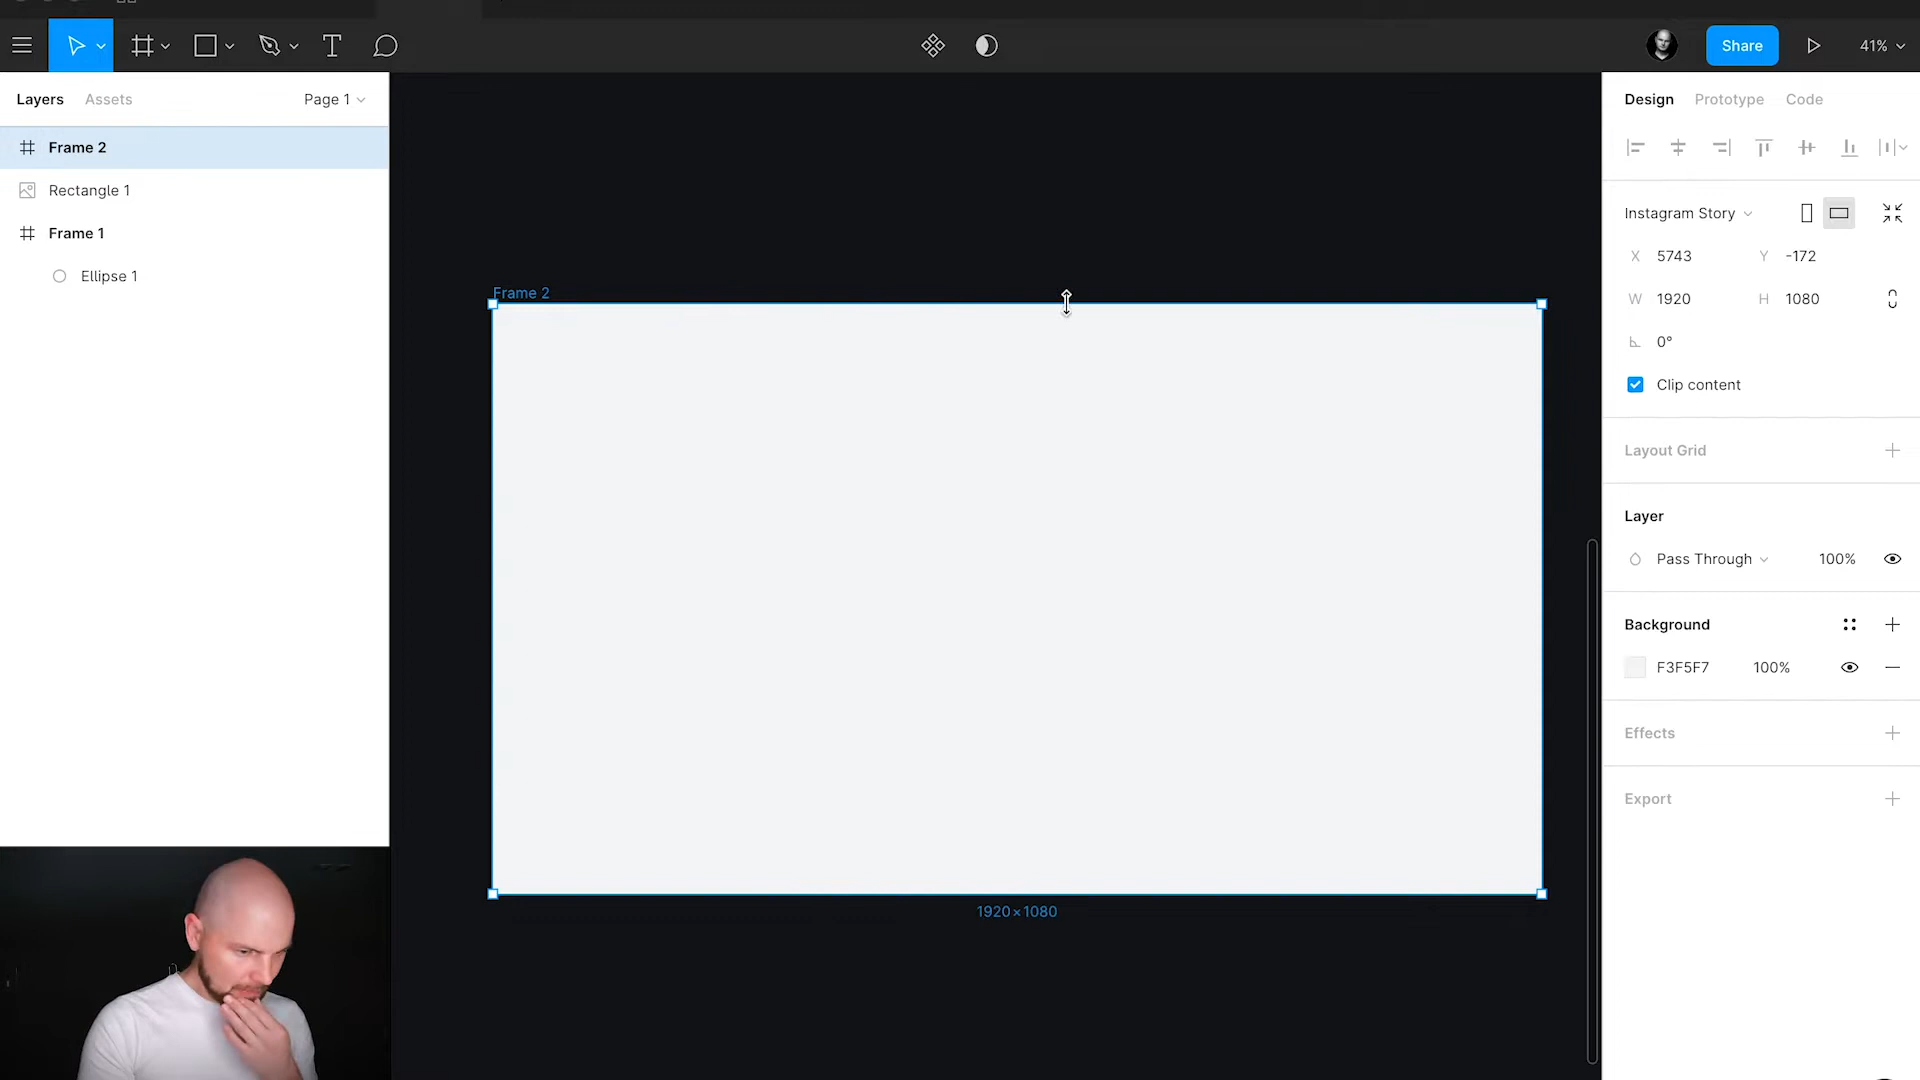 Share
41%
Layers
Assets
Page 1
Design
Prototype
Code
Frame 2
Rectangle 1
Frame 1
Ellipse 1
Frame 2
1920×1080
Instagram Story
X 5743
Y -172
W 1920
H 1080
0°
Clip content
Layout Grid
Layer
Pass Through
100%
Background
F3F5F7
100%
Effects
Export